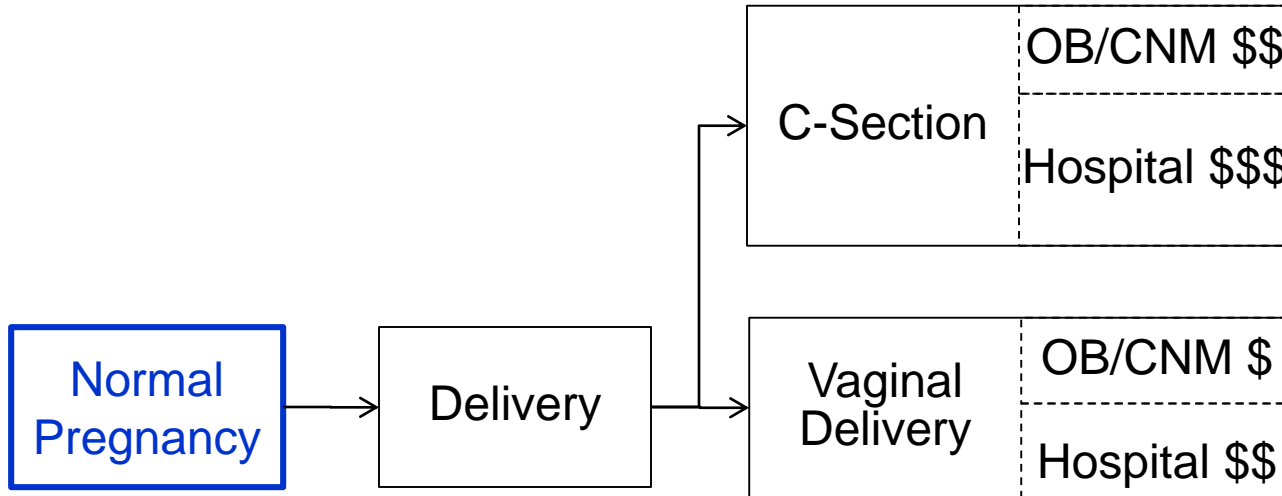 OB/CNM $$
C-Section
Hospital $$$
Normal
Pregnancy
Delivery
Vaginal
Delivery
OB/CNM $
Hospital $$